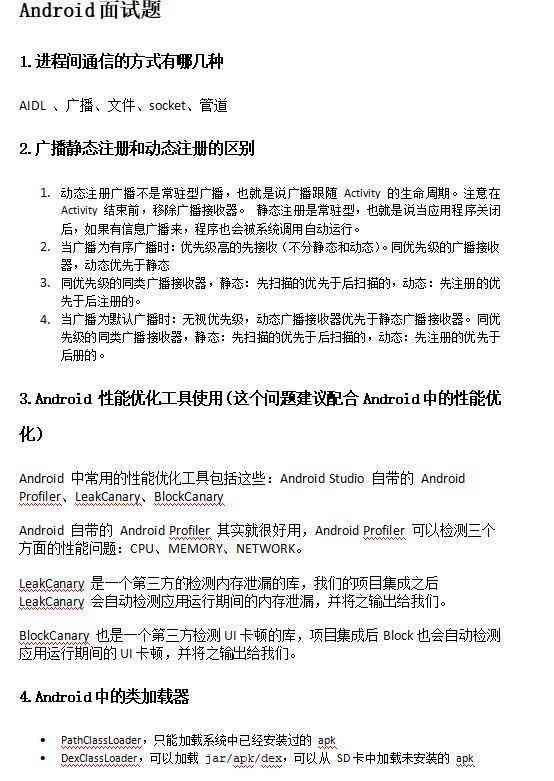 Android面试题
1.进程间通信的方式有哪几种
AIDL 、广播、文件、socket、管道
2.广播静态注册和动态注册的区别
1. 动态注册广播不是常驻型广播，也就是说广播跟随 Activity 的生命周期。注意在
Activity 结束前，移除广播接收器。 静态注册是常驻型，也就是说当应用程序关闭
后，如果有信息广播来，程序也会被系统调用自动运行。
2. 当广播为有序广播时：优先级高的先接收（不分静态和动态）。同优先级的广播接收
器，动态优先于静态
3. 同优先级的同类广播接收器，静态：先扫描的优先于后扫描的，动态：先注册的优
先于后注册的。
4. 当广播为默认广播时：无视优先级，动态广播接收器优先于静态广播接收器。同优
先级的同类广播接收器，静态：先扫描的优先于后扫描的，动态：先注册的优先于
后册的。
3.Android 性能优化工具使用(这个问题建议配合Android中的性能优
化)
Android 中常用的性能优化工具包括这些：Android Studio 自带的 Android
Profiler、LeakCanary、BlockCanary
Android 自带的 Android Profiler 其实就很好用，Android Profiler 可以检测三个
方面的性能问题：CPU、MEMORY、NETWORK。
LeakCanary 是一个第三方的检测内存泄漏的库，我们的项目集成之后
LeakCanary 会自动检测应用运行期间的内存泄漏，并将之输出给我们。
BlockCanary 也是一个第三方检测UI卡顿的库，项目集成后Block也会自动检测
应用运行期间的UI卡顿，并将之输出给我们。
4.Android中的类加载器
• PathClassLoader，只能加载系统中已经安装过的 apk
• DexClassLoader，可以加载 jar/apk/dex，可以从 SD卡中加载未安装的 apk